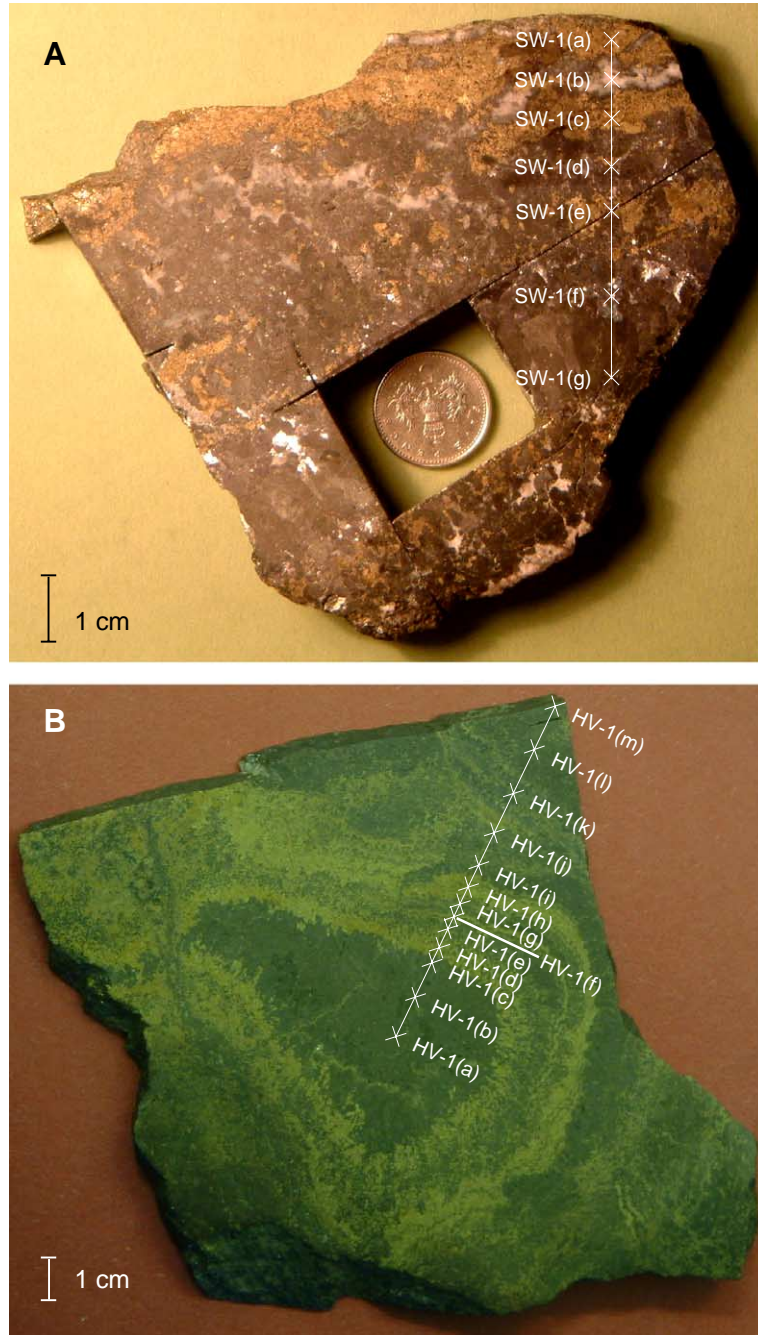 A
SW-1(a)
SW-1(b)
SW-1(c)
SW-1(d)
SW-1(e)
SW-1(f)
SW-1(g)
1 cm
B
HV-1(m)
HV-1(l)
HV-1(k)
HV-1(j)
HV-1(i)
HV-1(h)
HV-1(g)
HV-1(e)
HV-1(f)
HV-1(d)
HV-1(c)
HV-1(b)
HV-1(a)
1 cm